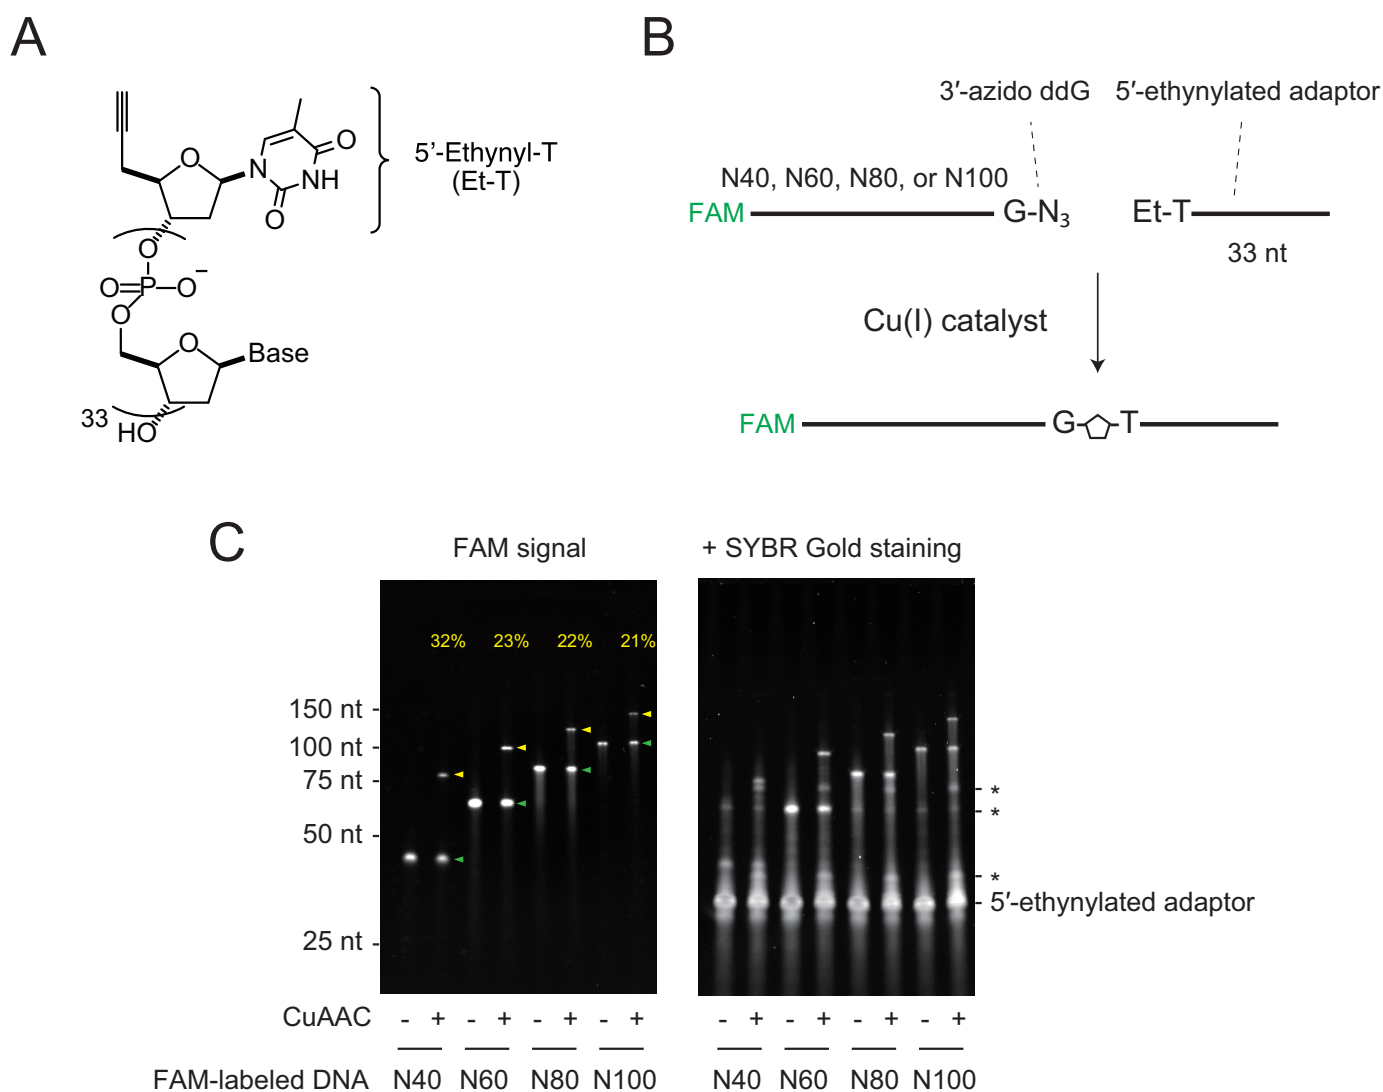 A
O
N
O
NH
O
5’-Ethynyl-T
(Et-T)
O
O=P-O−
O
O
Base
33
HO
B
3′-azido ddG
5′-ethynylated adaptor
N40, N60, N80, or N100
FAM
G-N₃
Et-T
33 nt
Cu(I) catalyst
FAM
G
T
C
FAM signal
+ SYBR Gold staining
32% 23% 22% 21%
150 nt -
100 nt -
75 nt -
50 nt -
25 nt -
- *
- *
- *
- 5′-ethynylated adaptor
CuAAC - + - + - + - + - + - + - + - +
FAM-labeled DNA N40 N60 N80 N100 N40 N60 N80 N100